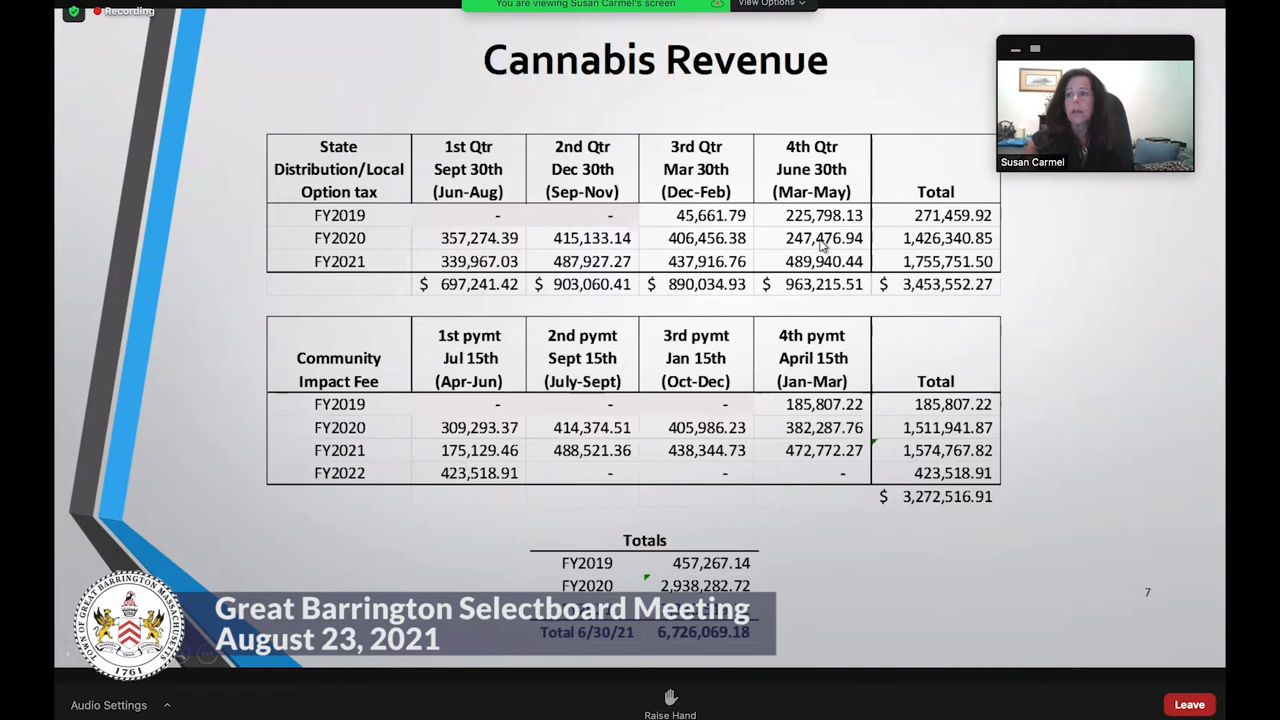 Recording
You are viewing Susan Carmel's screen
View Options
Cannabis Revenue
Susan Carmel
State Distribution/Local Option tax | 1st Qtr Sept 30th (Jun-Aug) | 2nd Qtr Dec 30th (Sep-Nov) | 3rd Qtr Mar 30th (Dec-Feb) | 4th Qtr June 30th (Mar-May) | Total
FY2019 - - 45,661.79 225,798.13 271,459.92
FY2020 357,274.39 415,133.14 406,456.38 247,476.94 1,426,340.85
FY2021 339,967.03 487,927.27 437,916.76 489,940.44 1,755,751.50
$ 697,241.42 $ 903,060.41 $ 890,034.93 $ 963,215.51 $ 3,453,552.27
Community Impact Fee | 1st pymt Jul 15th (Apr-Jun) | 2nd pymt Sept 15th (July-Sept) | 3rd pymt Jan 15th (Oct-Dec) | 4th pymt April 15th (Jan-Mar) | Total
FY2019 - - - 185,807.22 185,807.22
FY2020 309,293.37 414,374.51 405,986.23 382,287.76 1,511,941.87
FY2021 175,129.46 488,521.36 438,344.73 472,772.27 1,574,767.82
FY2022 423,518.91 - - - 423,518.91
$ 3,272,516.91
Totals
FY2019 457,267.14
FY2020 2,938,282.72
Total 6/30/21 6,726,069.18
7
Great Barrington Selectboard Meeting
August 23, 2021
TOWN OF GREAT BARRINGTON MASSACHUSETTS
1761
Audio Settings
Raise Hand
Leave